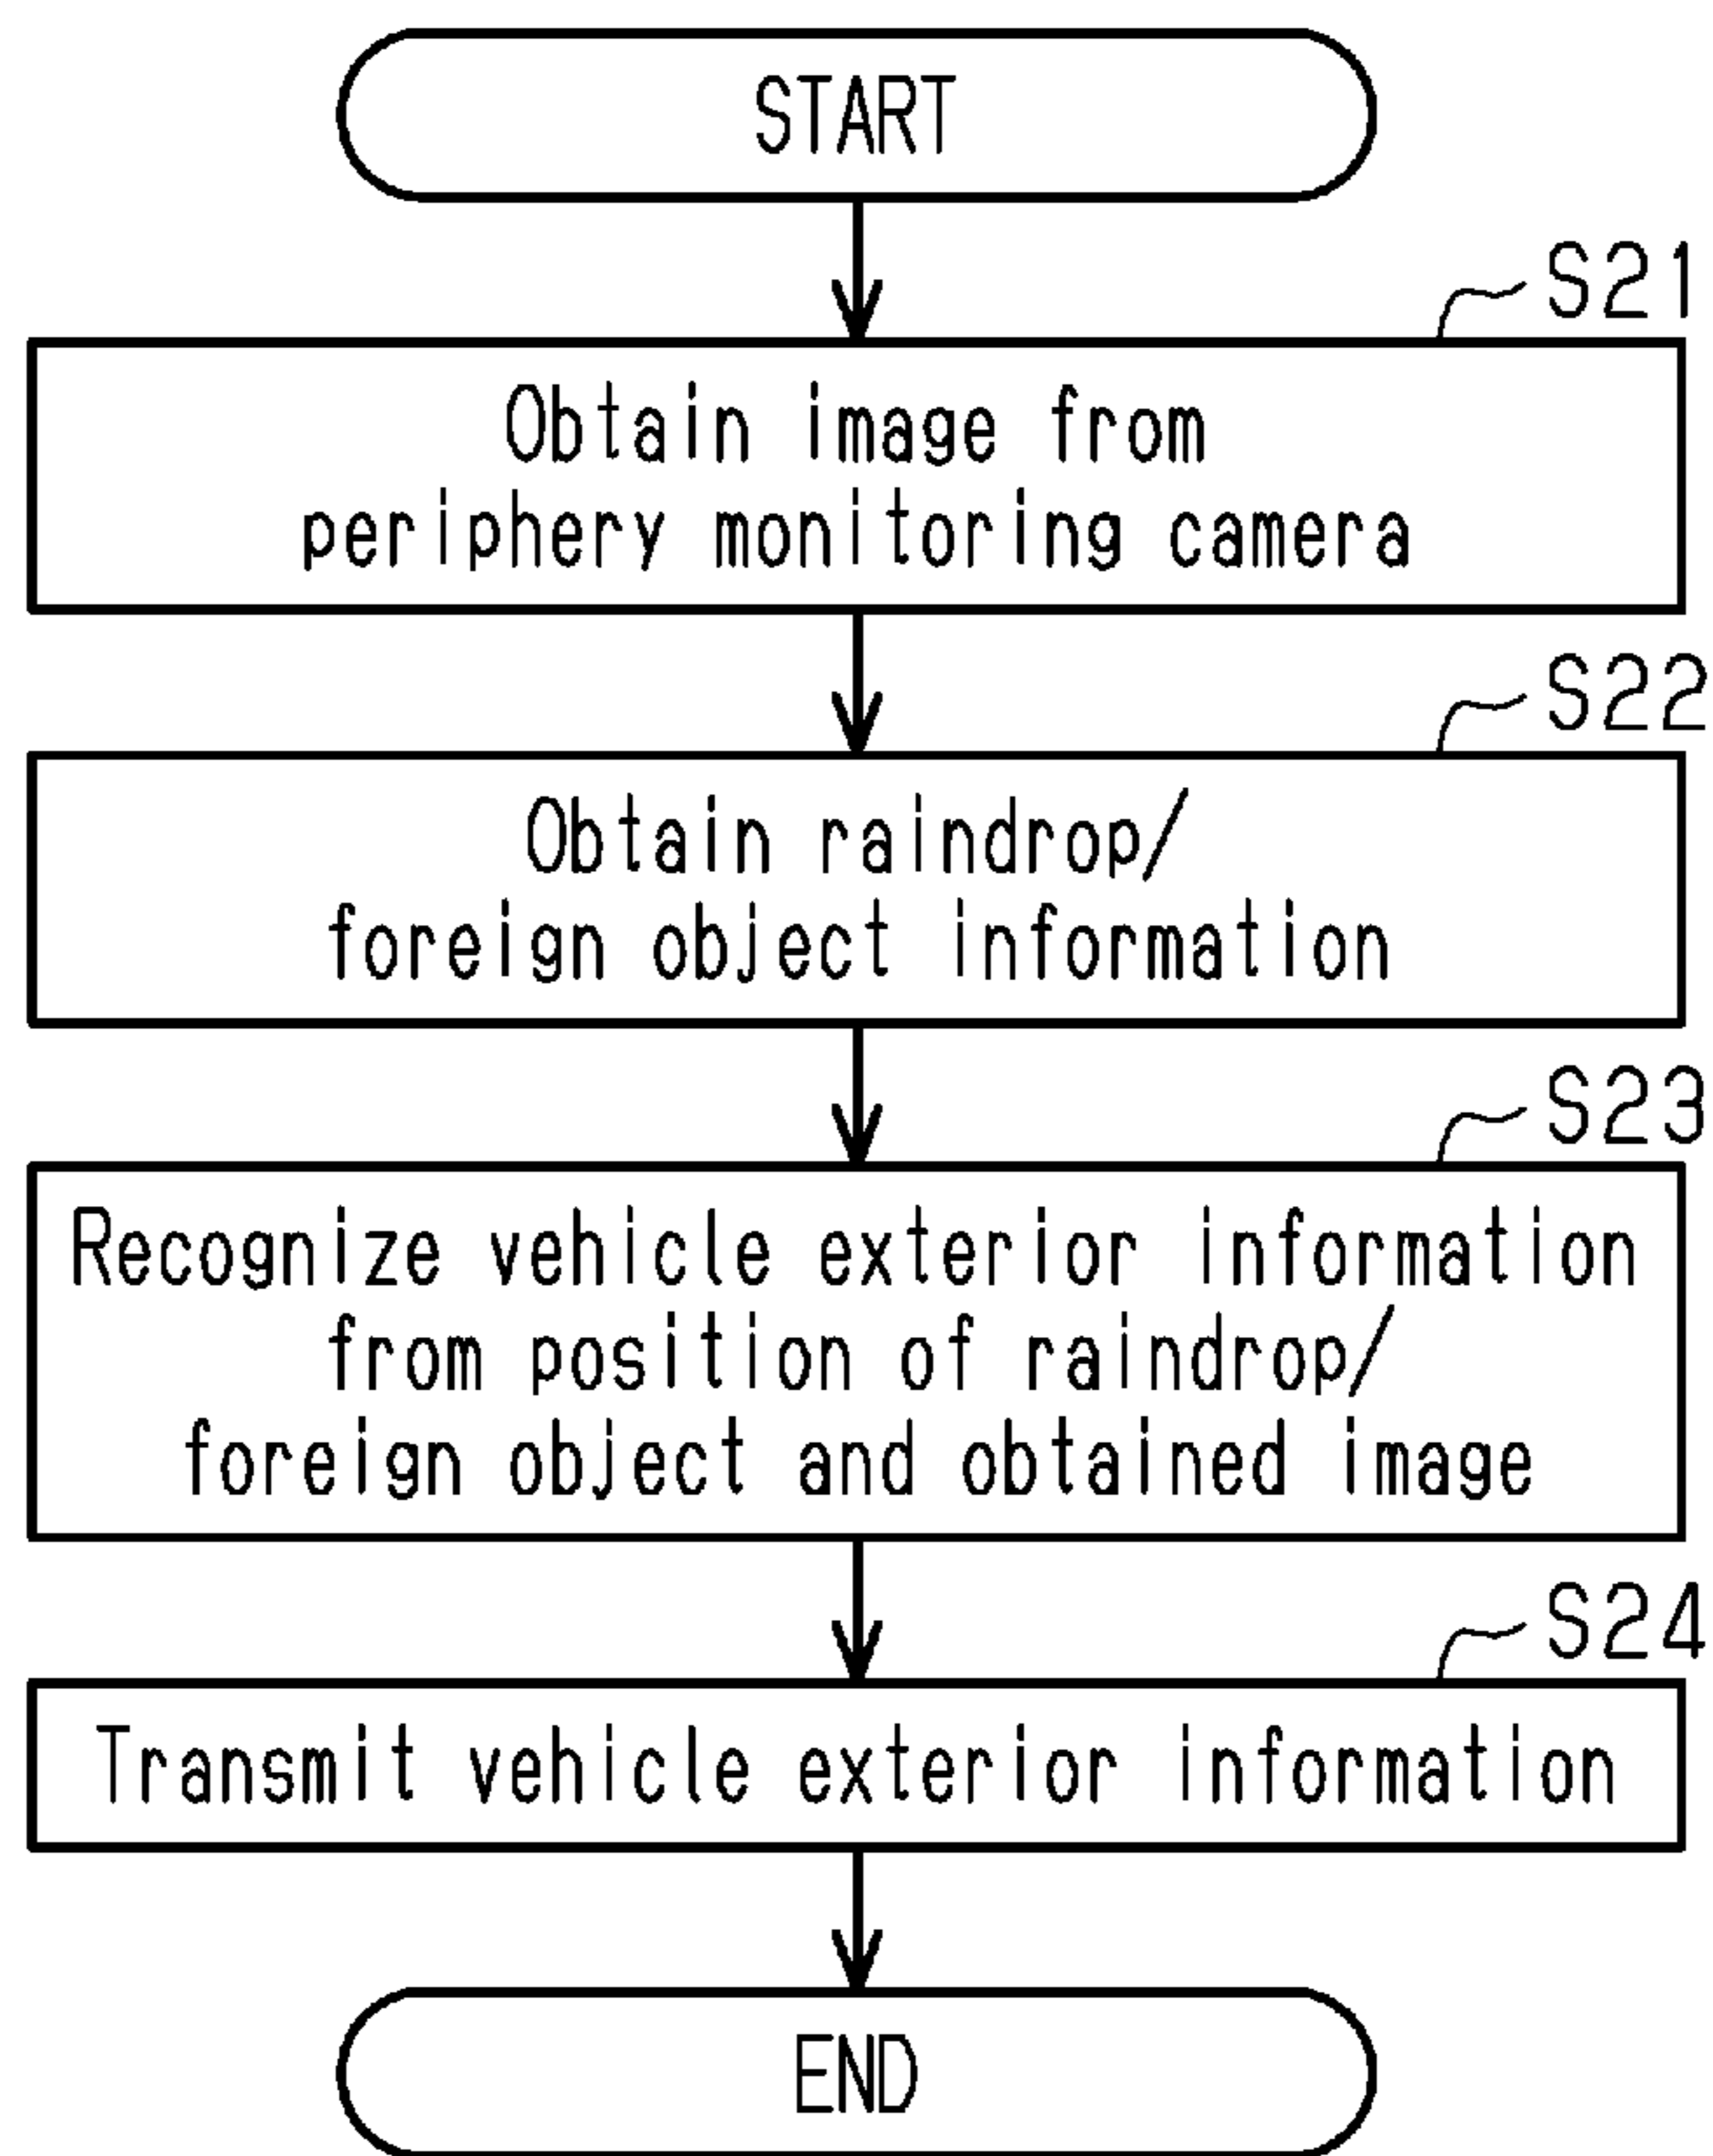 START
S21
Obtain image from
periphery monitoring camera
S22
Obtain raindrop/
foreign object information
S23
Recognize vehicle exterior information
from position of raindrop/
foreign object and obtained image
S24
Transmit vehicle exterior information
END